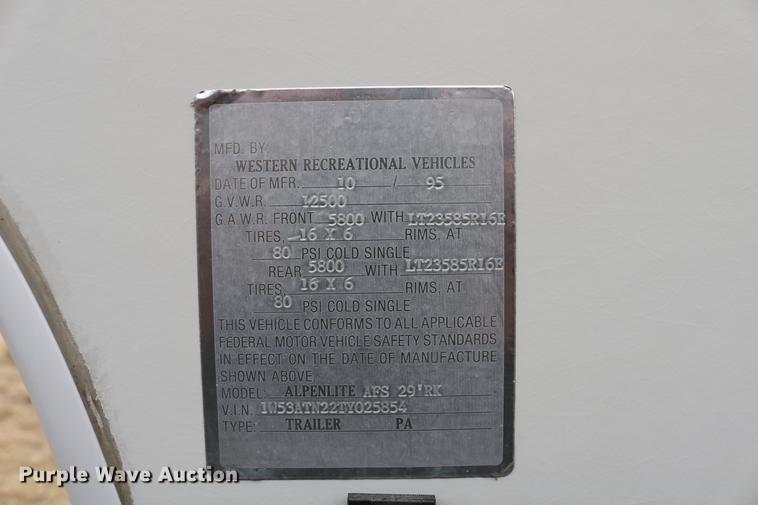 MFD. BY:
WESTERN RECREATIONAL VEHICLES
DATE OF MFR. 10 / 95
G.V.W.R. 12500
G.A.W.R. FRONT 5800 WITH LT23585R16E
TIRES, 16 X 6 RIMS, AT
80 PSI COLD SINGLE
REAR 5800 WITH LT23585R16E
TIRES, 16 X 6 RIMS, AT
80 PSI COLD SINGLE
THIS VEHICLE CONFORMS TO ALL APPLICABLE
FEDERAL MOTOR VEHICLE SAFETY STANDARDS
IN EFFECT ON THE DATE OF MANUFACTURE
SHOWN ABOVE.
MODEL: ALPENLITE AFS 29'RK
V.I.N. 1W53ATN22TY025854
TYPE: TRAILER PA
Purple Wave Auction®